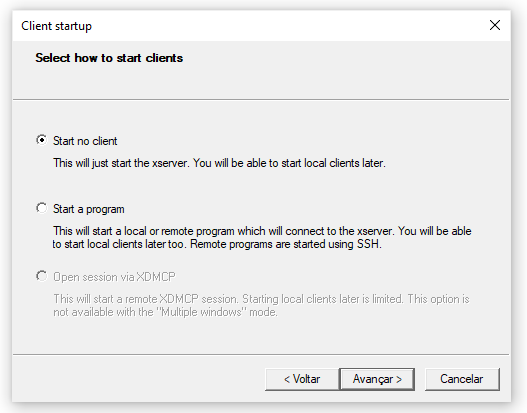 Client startup
Select how to start clients
Start no client
This will just start the xserver. You will be able to start local clients later.
Start a program
This will start a local or remote program which will connect to the xserver. You will be able
to start local clients later too. Remote programs are started using SSH.
Open session via XDMCP
This will start a remote XDMCP session. Starting local clients later is limited. This option is
not available with the "Multiple windows" mode.
< Voltar
Avançar >
Cancelar